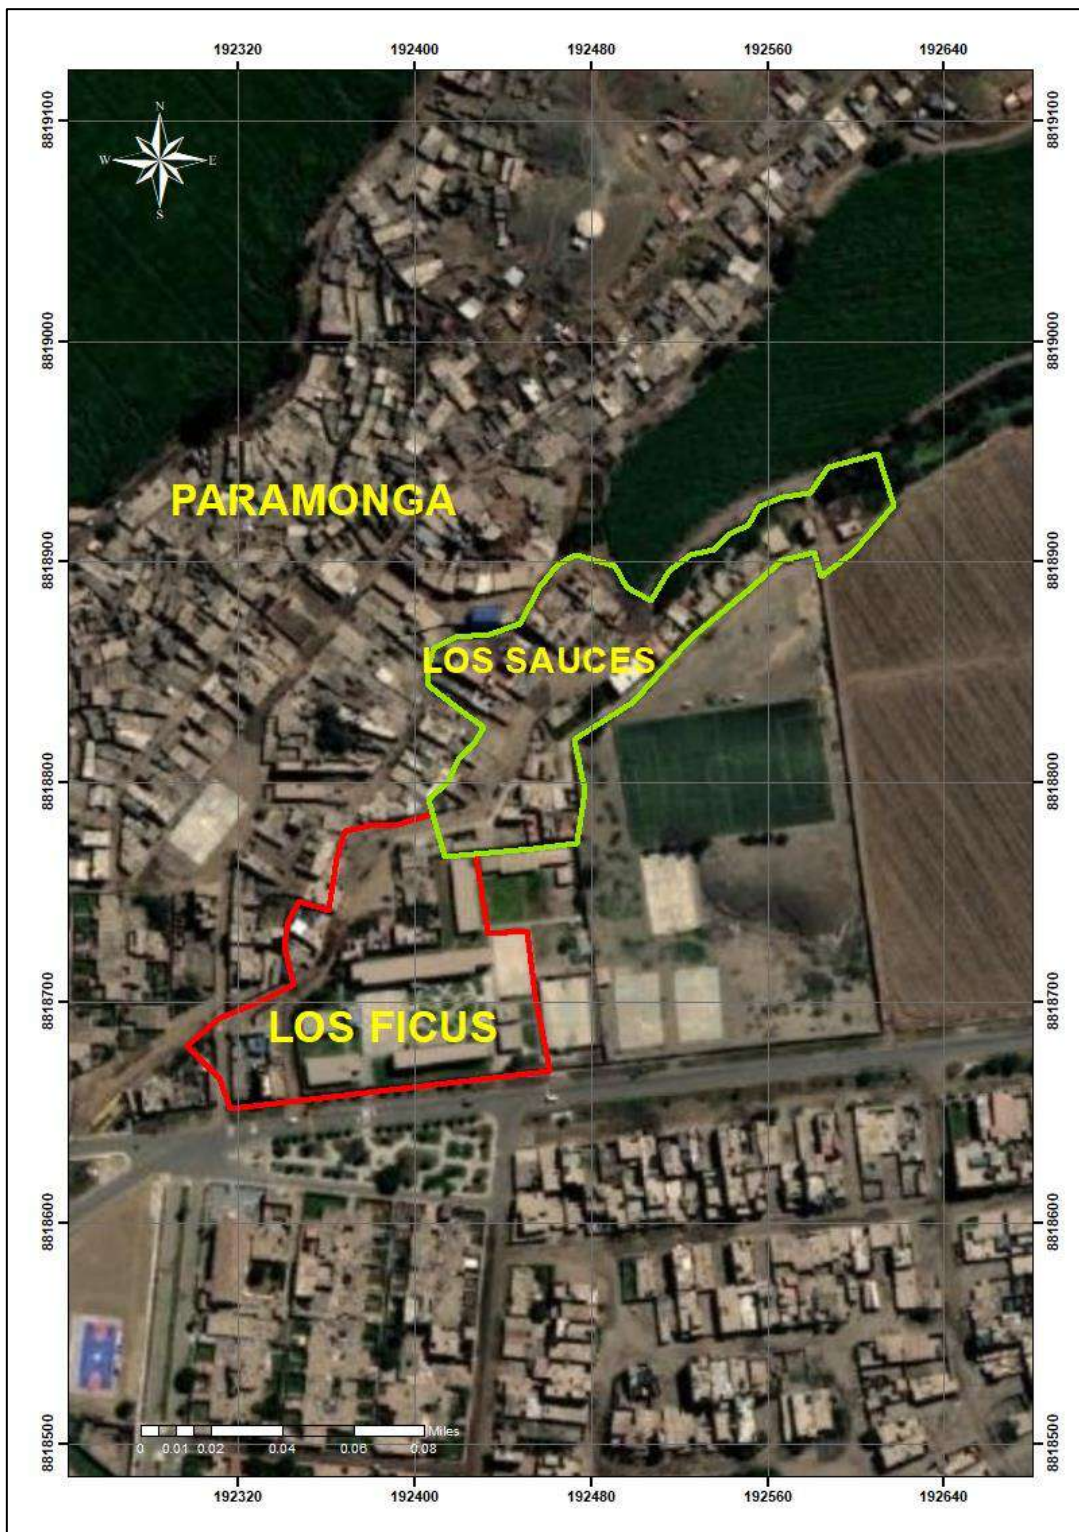 192320 192400 192480 192560 192640
8819100 8819100
N
W E
S
8819000 8819000
PARAMONGA
8818900 8818900
LOS SAUCES
8818800 8818800
8818700 8818700
LOS FICUS
8818600 8818600
Miles
0 0.01 0.02 0.04 0.06 0.08
8818500 8818500
192320 192400 192480 192560 192640